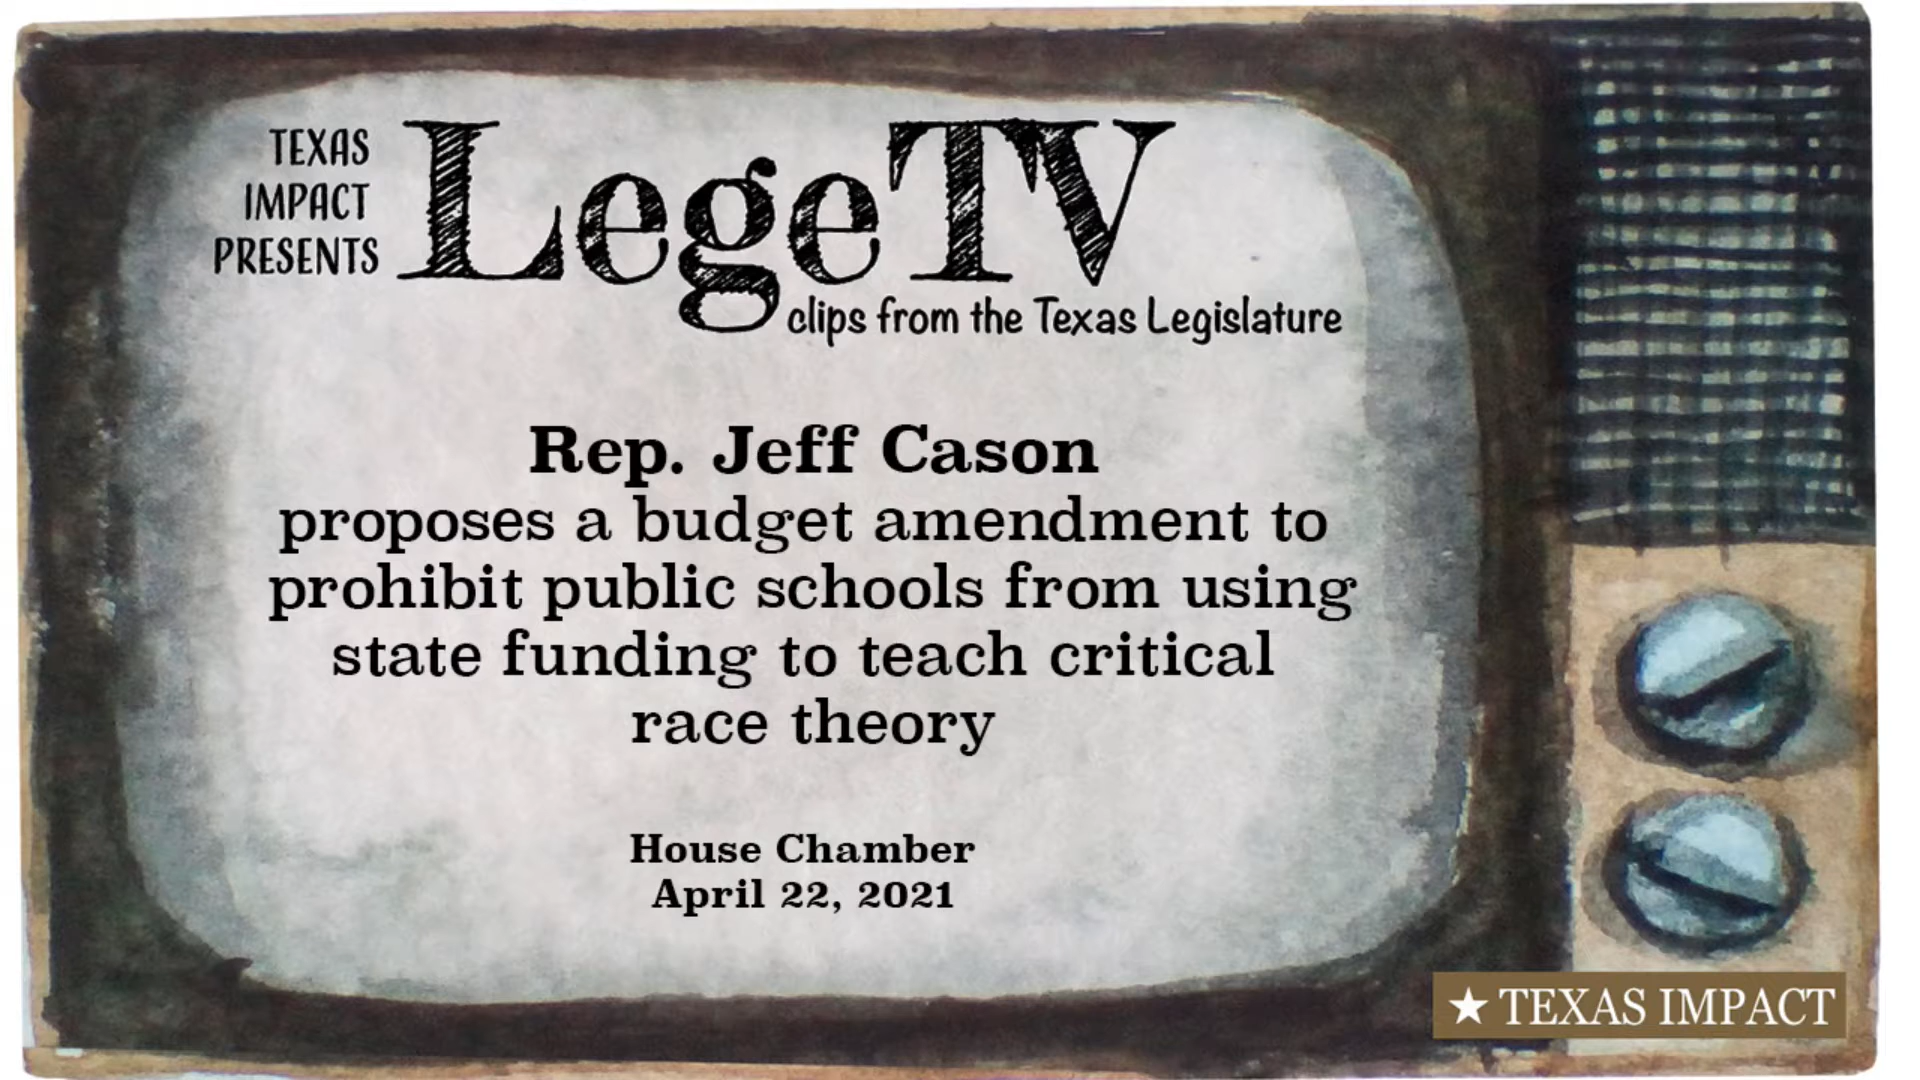 TEXAS
IMPACT
PRESENTS
LegeTV
clips from the Texas Legislature
Rep. Jeff Cason
proposes a budget amendment to
prohibit public schools from using
state funding to teach critical
race theory
House Chamber
April 22, 2021
★ TEXAS IMPACT